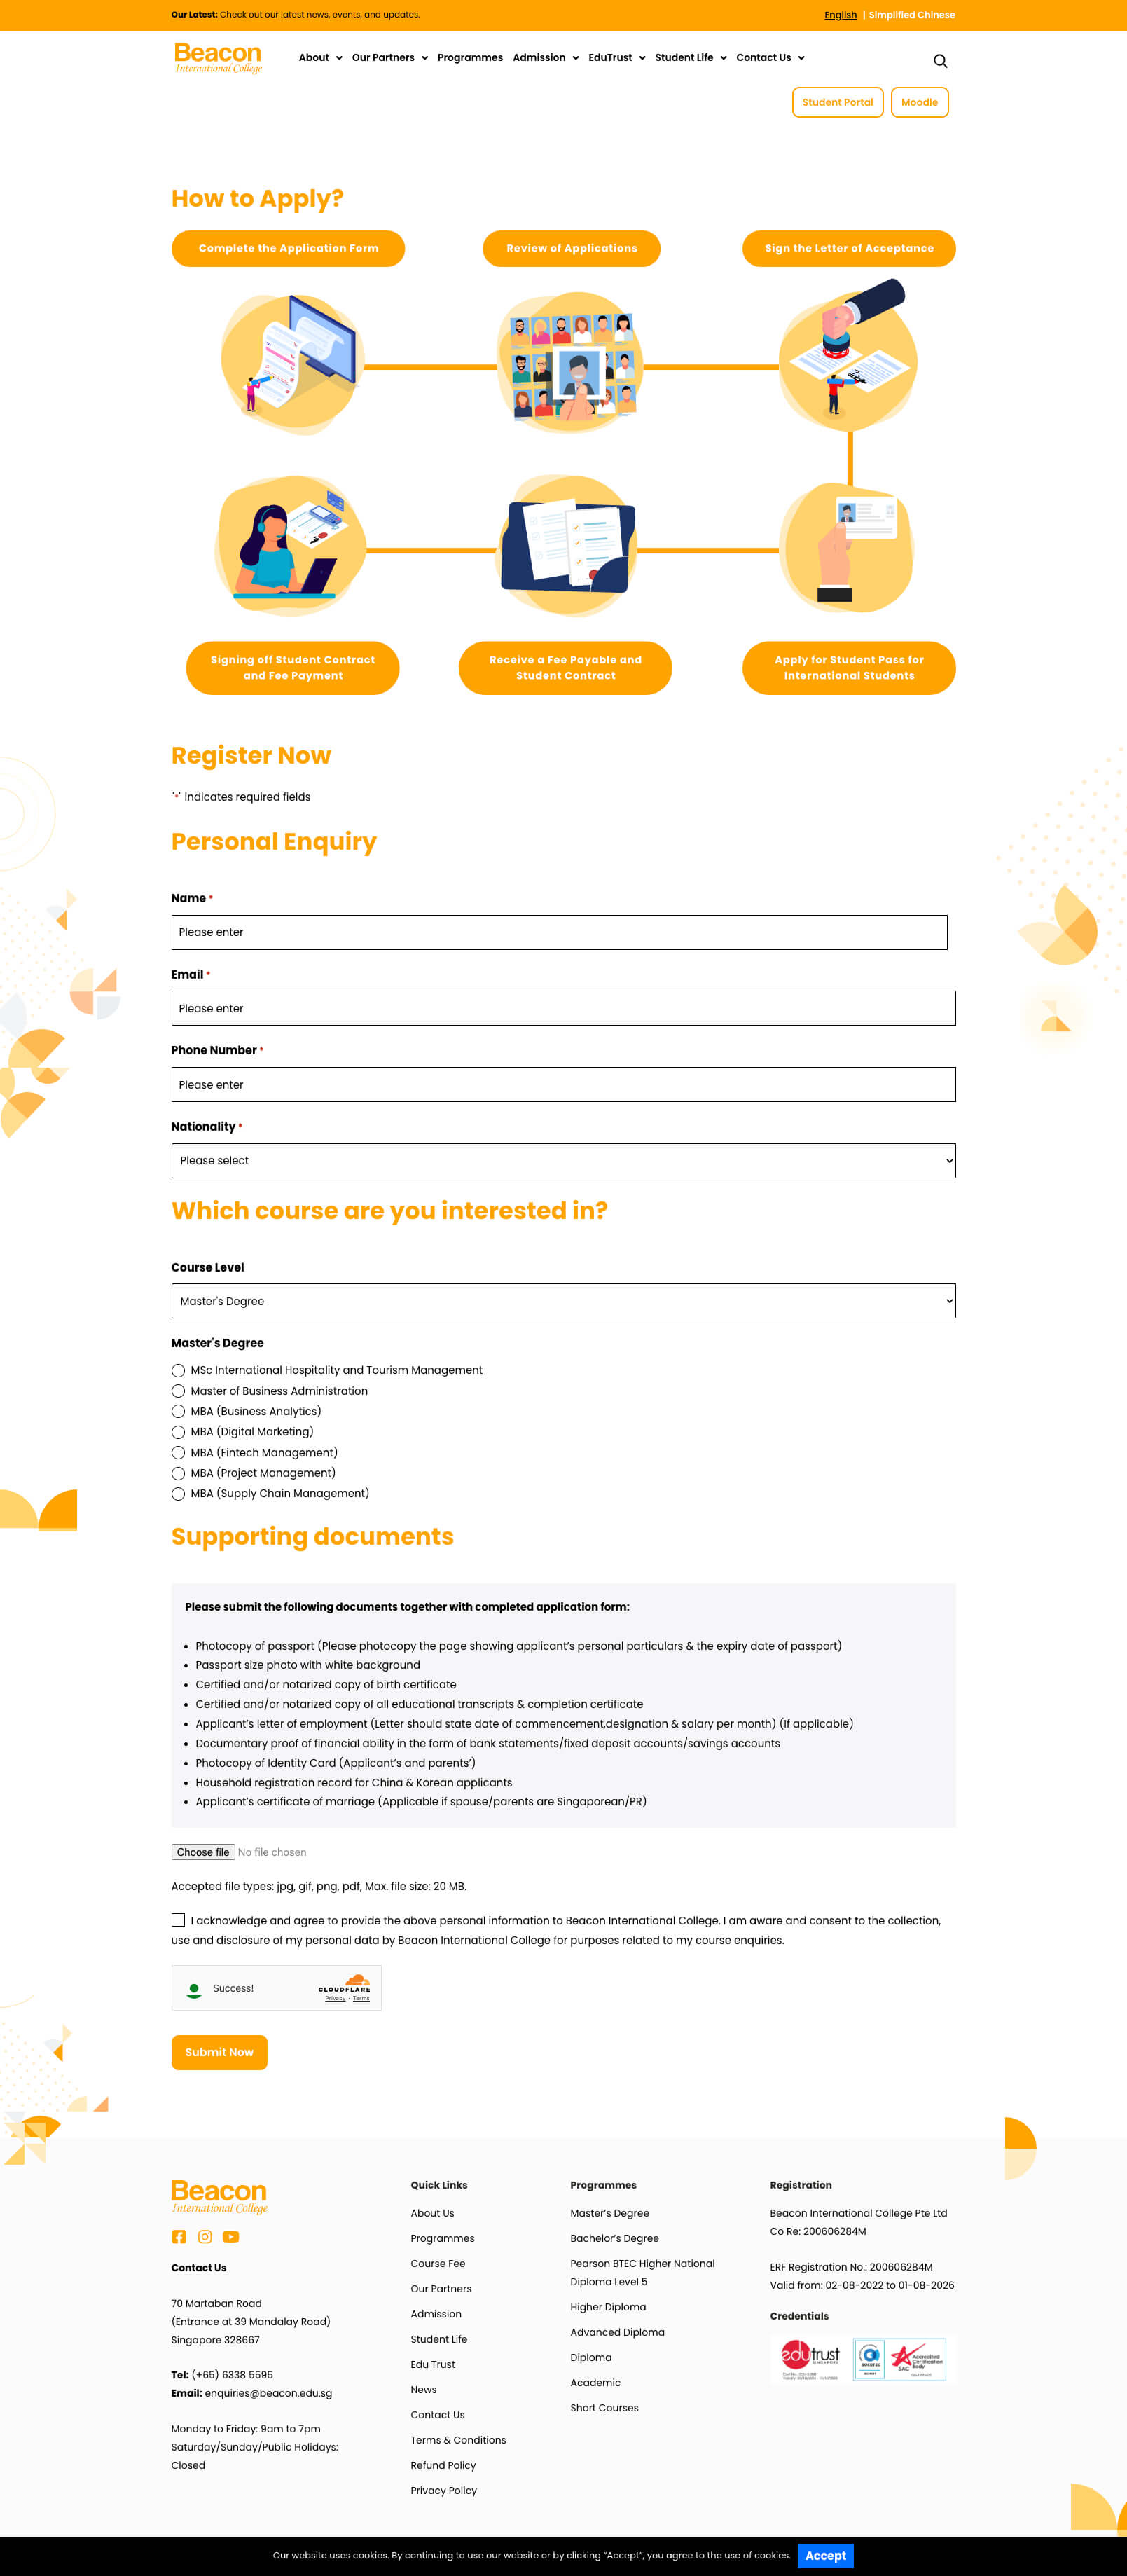 Our Latest: Check out our latest news, events, and updates.
English | Simplified Chinese
Beacon
International College
About Our Partners Programmes Admission EduTrust Student Life Contact Us
Student Portal Moodle
How to Apply?
Complete the Application Form
Review of Applications
Sign the Letter of Acceptance
Signing off Student Contract
and Fee Payment
Receive a Fee Payable and
Student Contract
Apply for Student Pass for
International Students
Register Now
"*" indicates required fields
Personal Enquiry
Name *
Please enter
Email *
Please enter
Phone Number *
Please enter
Nationality *
Please select
Which course are you interested in?
Course Level
Master's Degree
Master's Degree
MSc International Hospitality and Tourism Management
Master of Business Administration
MBA (Business Analytics)
MBA (Digital Marketing)
MBA (Fintech Management)
MBA (Project Management)
MBA (Supply Chain Management)
Supporting documents
Please submit the following documents together with completed application form:
• Photocopy of passport (Please photocopy the page showing applicant’s personal particulars & the expiry date of passport)
• Passport size photo with white background
• Certified and/or notarized copy of birth certificate
• Certified and/or notarized copy of all educational transcripts & completion certificate
• Applicant’s letter of employment (Letter should state date of commencement,designation & salary per month) (If applicable)
• Documentary proof of financial ability in the form of bank statements/fixed deposit accounts/savings accounts
• Photocopy of Identity Card (Applicant’s and parents’)
• Household registration record for China & Korean applicants
• Applicant’s certificate of marriage (Applicable if spouse/parents are Singaporean/PR)
Choose file No file chosen
Accepted file types: jpg, gif, png, pdf, Max. file size: 20 MB.
I acknowledge and agree to provide the above personal information to Beacon International College. I am aware and consent to the collection,
use and disclosure of my personal data by Beacon International College for purposes related to my course enquiries.
Success!
CLOUDFLARE
Privacy • Terms
Submit Now
Beacon
International College
Contact Us
70 Martaban Road
(Entrance at 39 Mandalay Road)
Singapore 328667
Tel: (+65) 6338 5595
Email: enquiries@beacon.edu.sg
Monday to Friday: 9am to 7pm
Saturday/Sunday/Public Holidays:
Closed
Quick Links
About Us
Programmes
Course Fee
Our Partners
Admission
Student Life
Edu Trust
News
Contact Us
Terms & Conditions
Refund Policy
Privacy Policy
Programmes
Master’s Degree
Bachelor’s Degree
Pearson BTEC Higher National
Diploma Level 5
Higher Diploma
Advanced Diploma
Diploma
Academic
Short Courses
Registration
Beacon International College Pte Ltd
Co Re: 200606284M
ERF Registration No.: 200606284M
Valid from: 02-08-2022 to 01-08-2026
Credentials
edutrust
SINGAPORE
SAC
Accredited
Certification
Body
Our website uses cookies. By continuing to use our website or by clicking “Accept”, you agree to the use of cookies. Accept